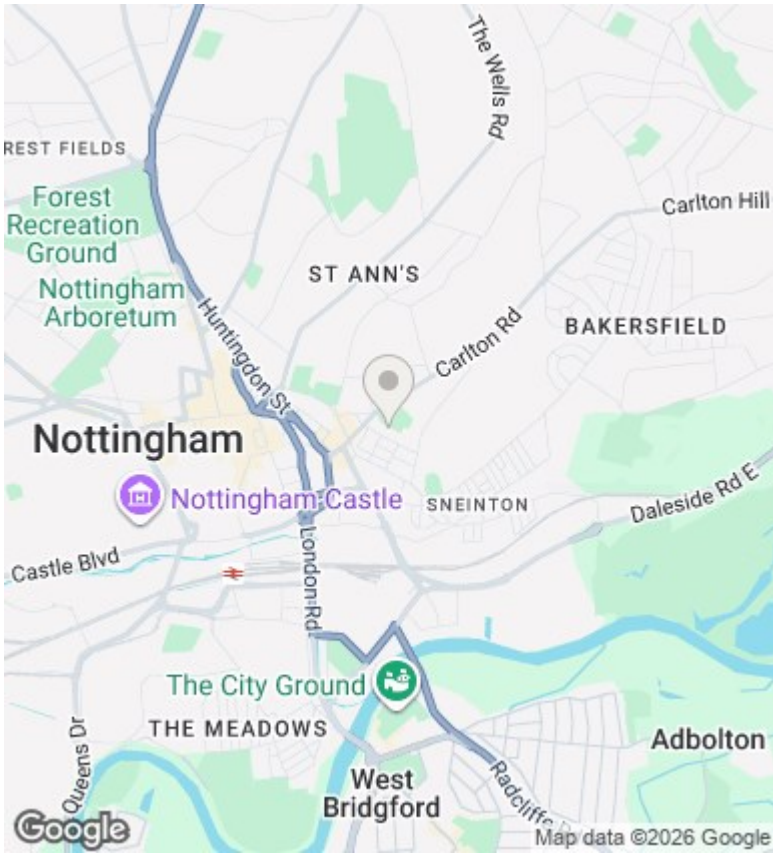 The Wells Rd
REST FIELDS
Carlton Hill
Forest
Recreation
Ground
ST ANN'S
Nottingham
Arboretum
Huntingdon St
Carlton Rd
BAKERSFIELD
Nottingham
Nottingham Castle
SNEINTON
Daleside Rd E
Castle Blvd
London Rd
The City Ground
THE MEADOWS
Queens Dr
Adbolton
West
Bridgford
Radcliffe
Google
Map data ©2026 Google